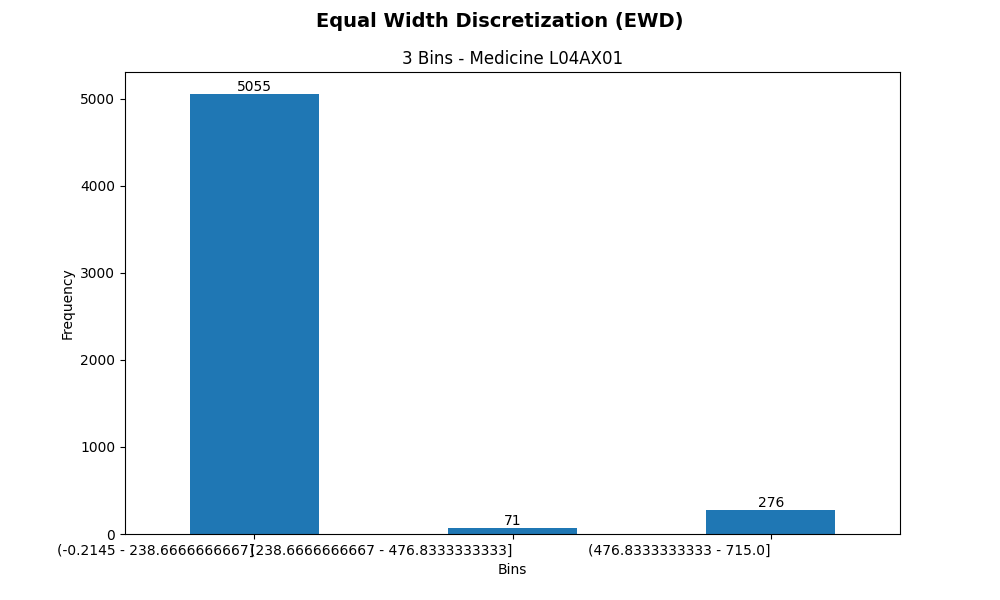 Equal Width Discretization (EWD)
3 Bins - Medicine L04AX01
Frequency
5000
4000
3000
2000
1000
0
5055
71
276
(-0.2145 - 238.6666666667]
(238.6666666667 - 476.8333333333]
(476.8333333333 - 715.0]
Bins